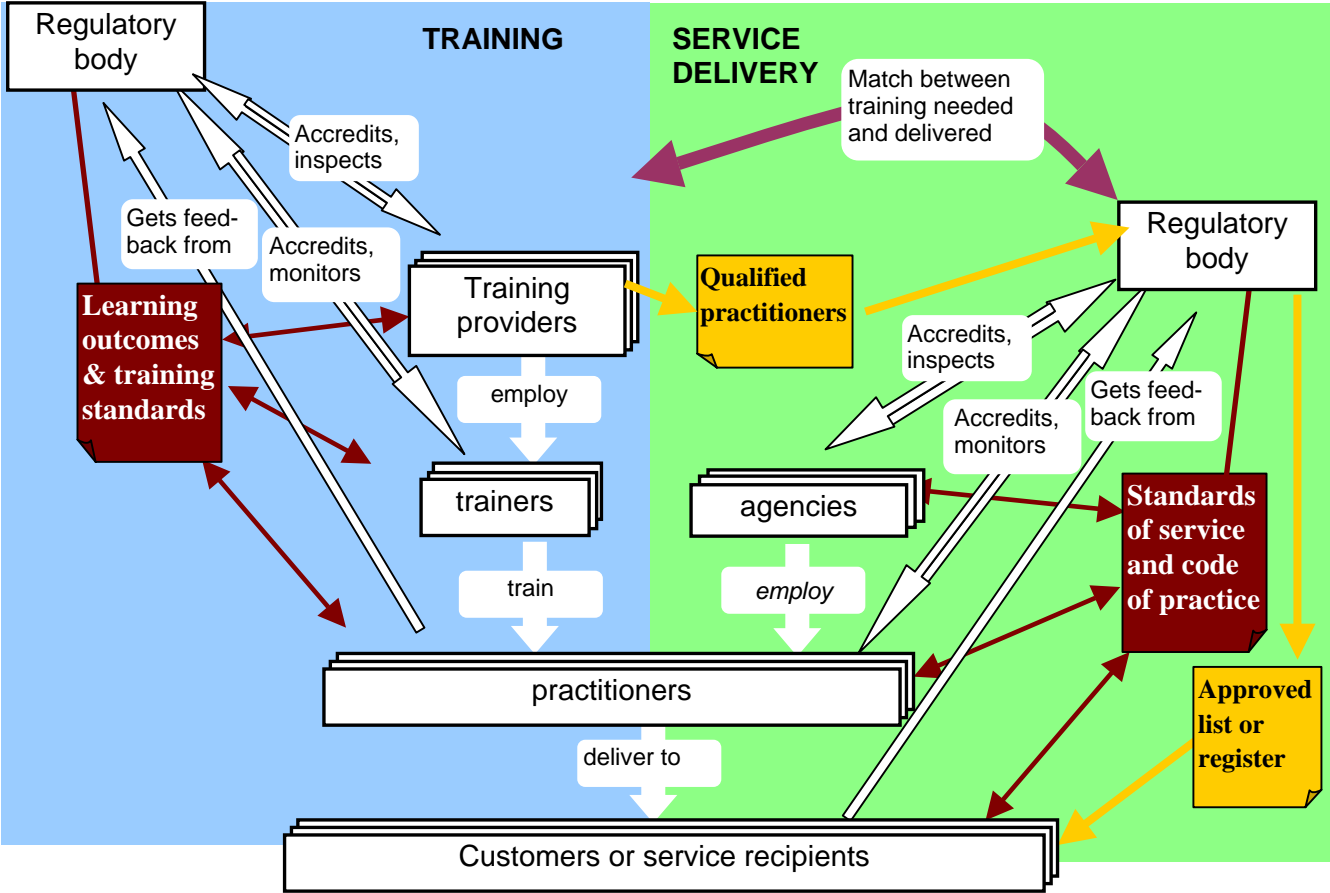 Regulatory
body
TRAINING
SERVICE
DELIVERY
Match between
training needed
and delivered
Accredits,
inspects
Gets feed-
back from
Accredits,
monitors
Regulatory
body
Training
providers
Qualified
practitioners
Learning
outcomes
& training
standards
Accredits,
inspects
employ
Accredits,
monitors
Gets feed-
back from
trainers
agencies
Standards
of service
and code
of practice
train
employ
practitioners
Approved
list or
register
deliver to
Customers or service recipients